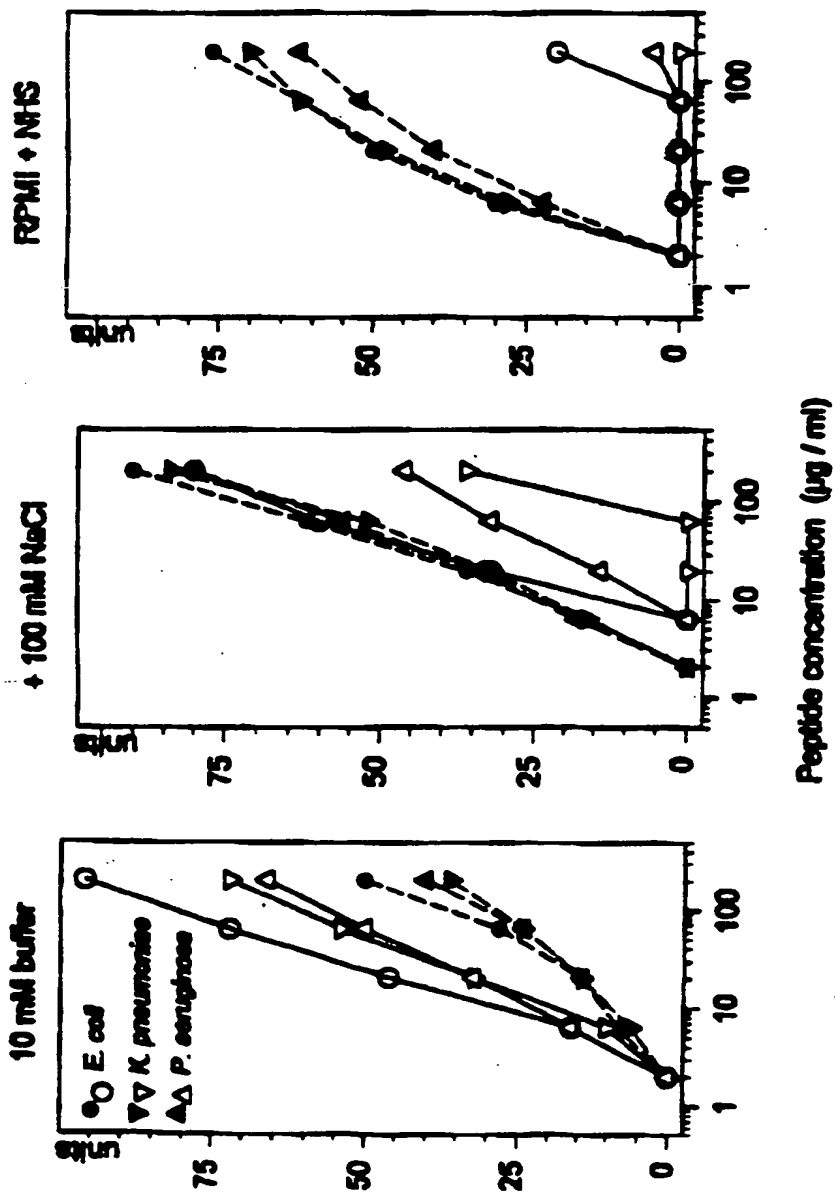 10 mM buffer
units
75
50
25
0
1
10
100
E. coli
K. pneumoniae
P. aeruginosa
+ 100 mM NaCl
units
75
50
25
0
1
10
100
RPMI + NHS
units
75
50
25
0
1
10
100
Peptide concentration (µg / ml)